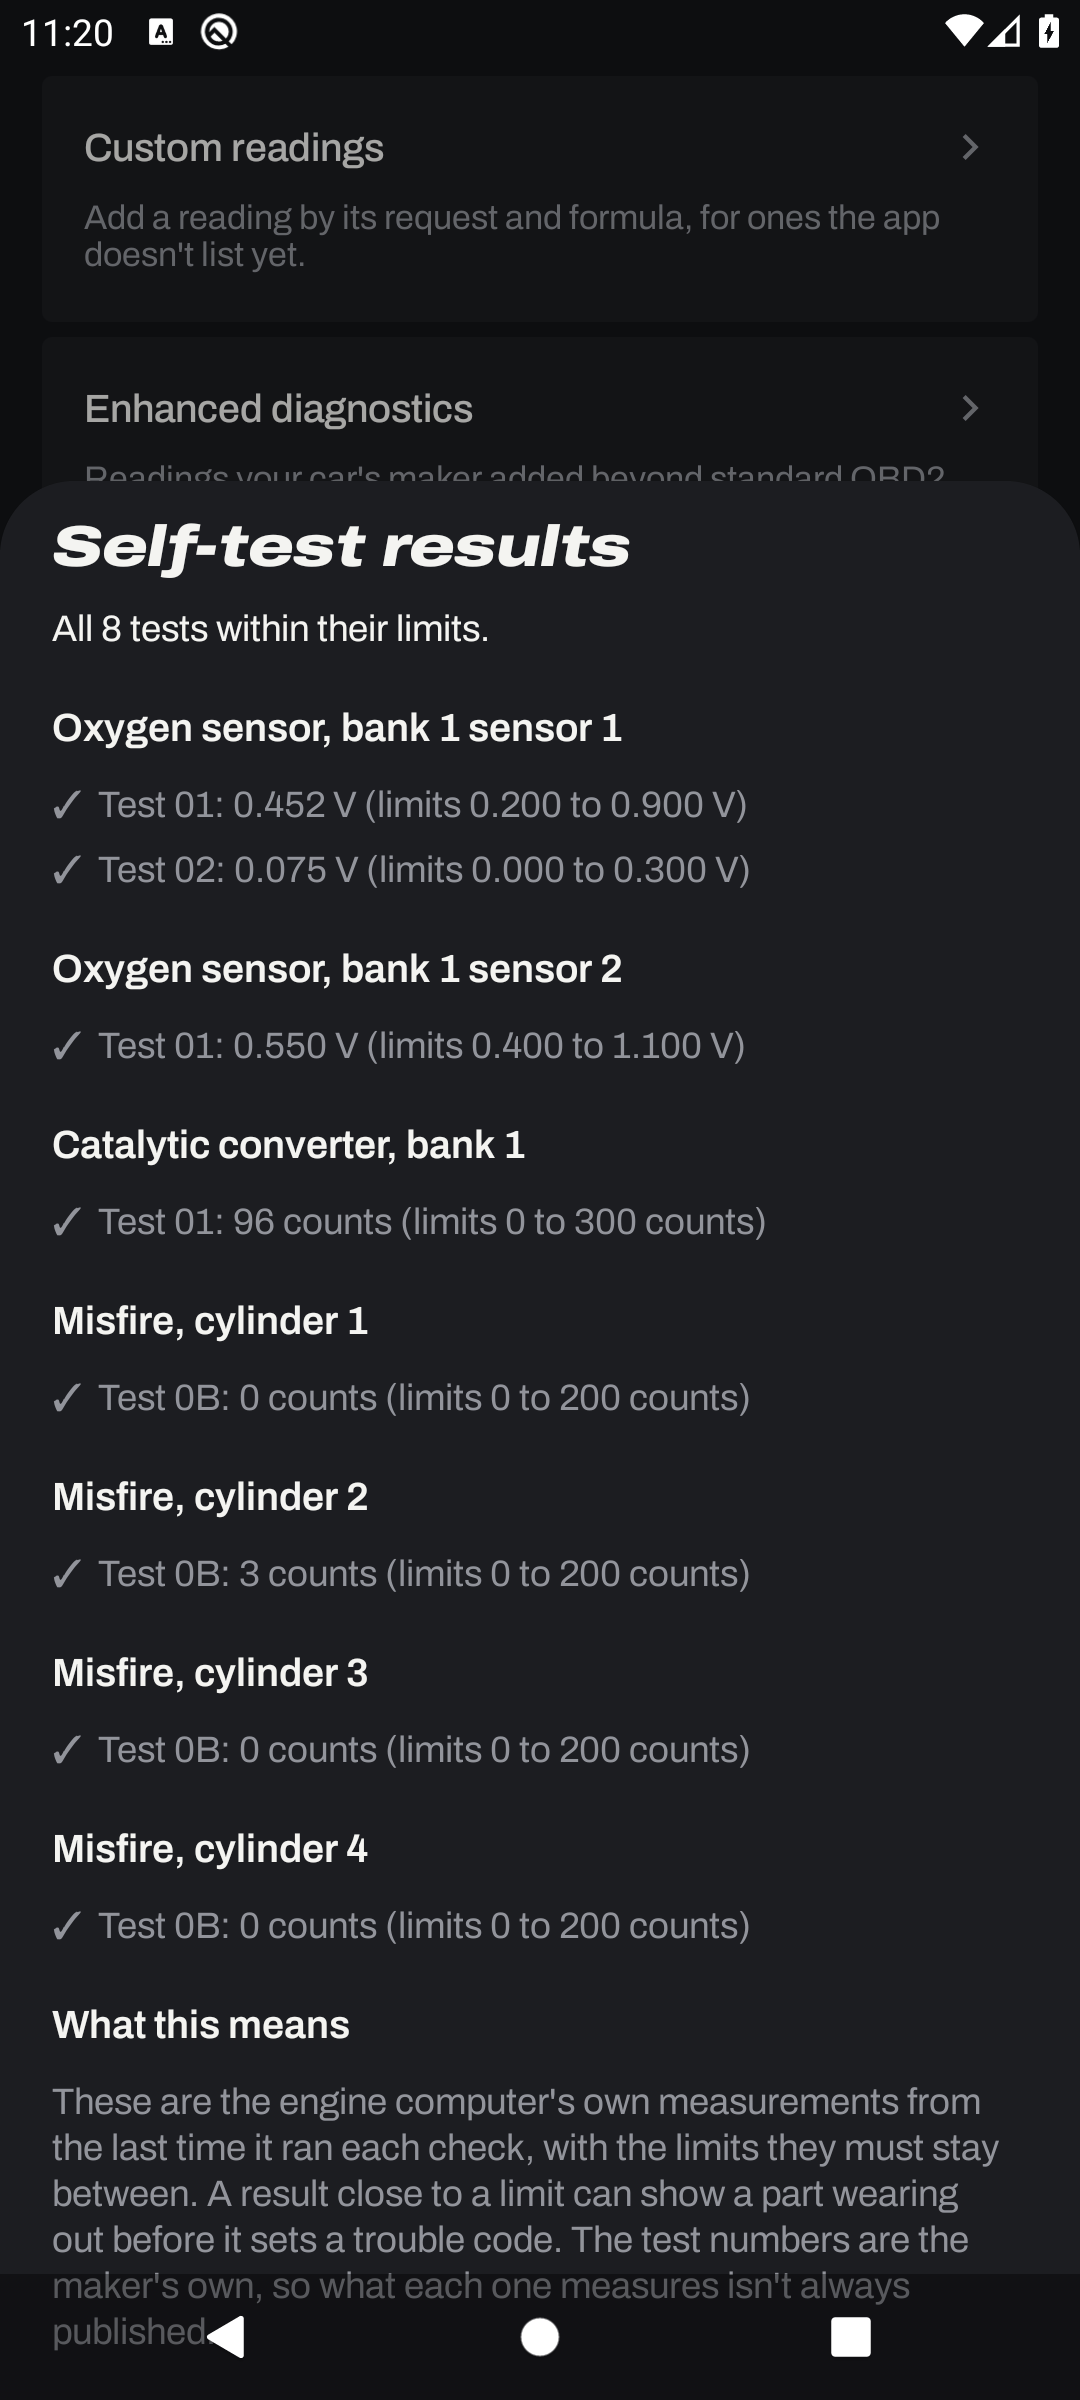 11:20
Custom readings
Add a reading by its request and formula, for ones the app
doesn't list yet.
Enhanced diagnostics
Readings your car's maker added beyond standard OBD2
Self-test results
All 8 tests within their limits.
Oxygen sensor, bank 1 sensor 1
✓ Test 01: 0.452 V (limits 0.200 to 0.900 V)
✓ Test 02: 0.075 V (limits 0.000 to 0.300 V)
Oxygen sensor, bank 1 sensor 2
✓ Test 01: 0.550 V (limits 0.400 to 1.100 V)
Catalytic converter, bank 1
✓ Test 01: 96 counts (limits 0 to 300 counts)
Misfire, cylinder 1
✓ Test 0B: 0 counts (limits 0 to 200 counts)
Misfire, cylinder 2
✓ Test 0B: 3 counts (limits 0 to 200 counts)
Misfire, cylinder 3
✓ Test 0B: 0 counts (limits 0 to 200 counts)
Misfire, cylinder 4
✓ Test 0B: 0 counts (limits 0 to 200 counts)
What this means
These are the engine computer's own measurements from
the last time it ran each check, with the limits they must stay
between. A result close to a limit can show a part wearing
out before it sets a trouble code. The test numbers are the
maker's own, so what each one measures isn't always
published.